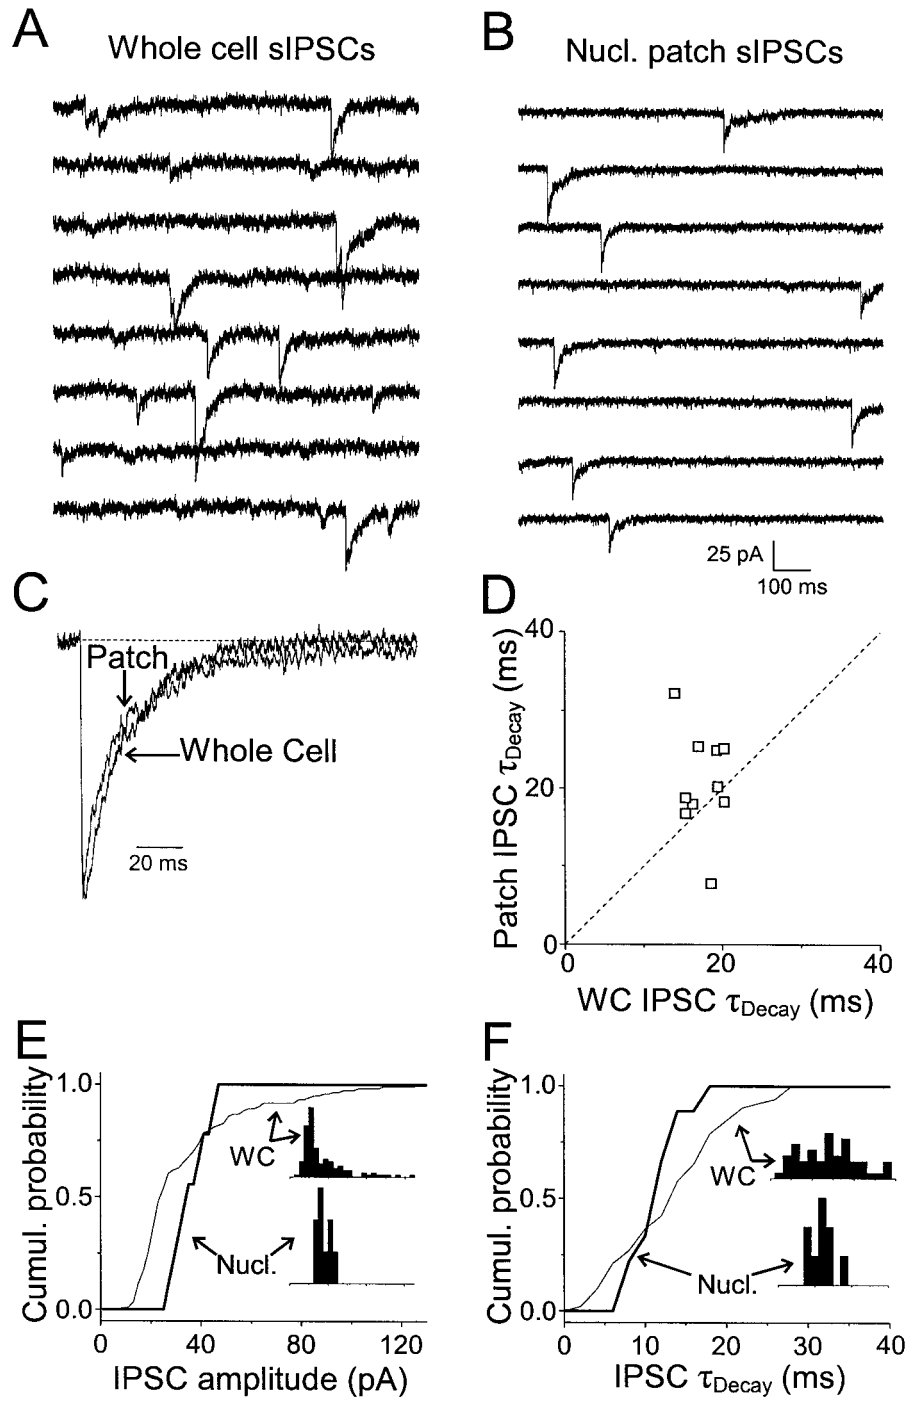 A
Whole cell sIPSCs
B
Nucl. patch sIPSCs
25 pA
100 ms
C
Patch
Whole Cell
20 ms
D
Patch IPSC τDecay (ms)
40
20
0
0
20
40
WC IPSC τDecay (ms)
E
Cumul. probability
1.0
0.5
0.0
WC
Nucl.
0
40
80
120
IPSC amplitude (pA)
F
Cumul. probability
1.0
0.5
0.0
WC
Nucl.
0
10
20
30
40
IPSC τDecay (ms)